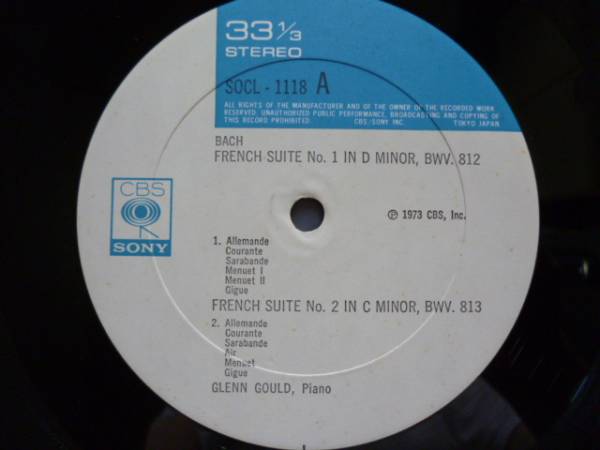 33 1/3
STEREO
SOCL - 1118 A
ALL RIGHTS OF THE MANUFACTURER AND OF THE OWNER OF THE RECORDED WORK
RESERVED. UNAUTHORIZED PUBLIC PERFORMANCE, BROADCASTING AND COPYING OF
THIS RECORD PROHIBITED. CBS/SONY INC. TOKYO JAPAN
BACH
FRENCH SUITE No. 1 IN D MINOR, BWV. 812
CBS
SONY
℗ 1973 CBS, Inc.
1. Allemande
Courante
Sarabande
Menuet I
Menuet II
Gigue
FRENCH SUITE No. 2 IN C MINOR, BWV. 813
2. Allemande
Courante
Sarabande
Air
Menuet
Gigue
GLENN GOULD, Piano